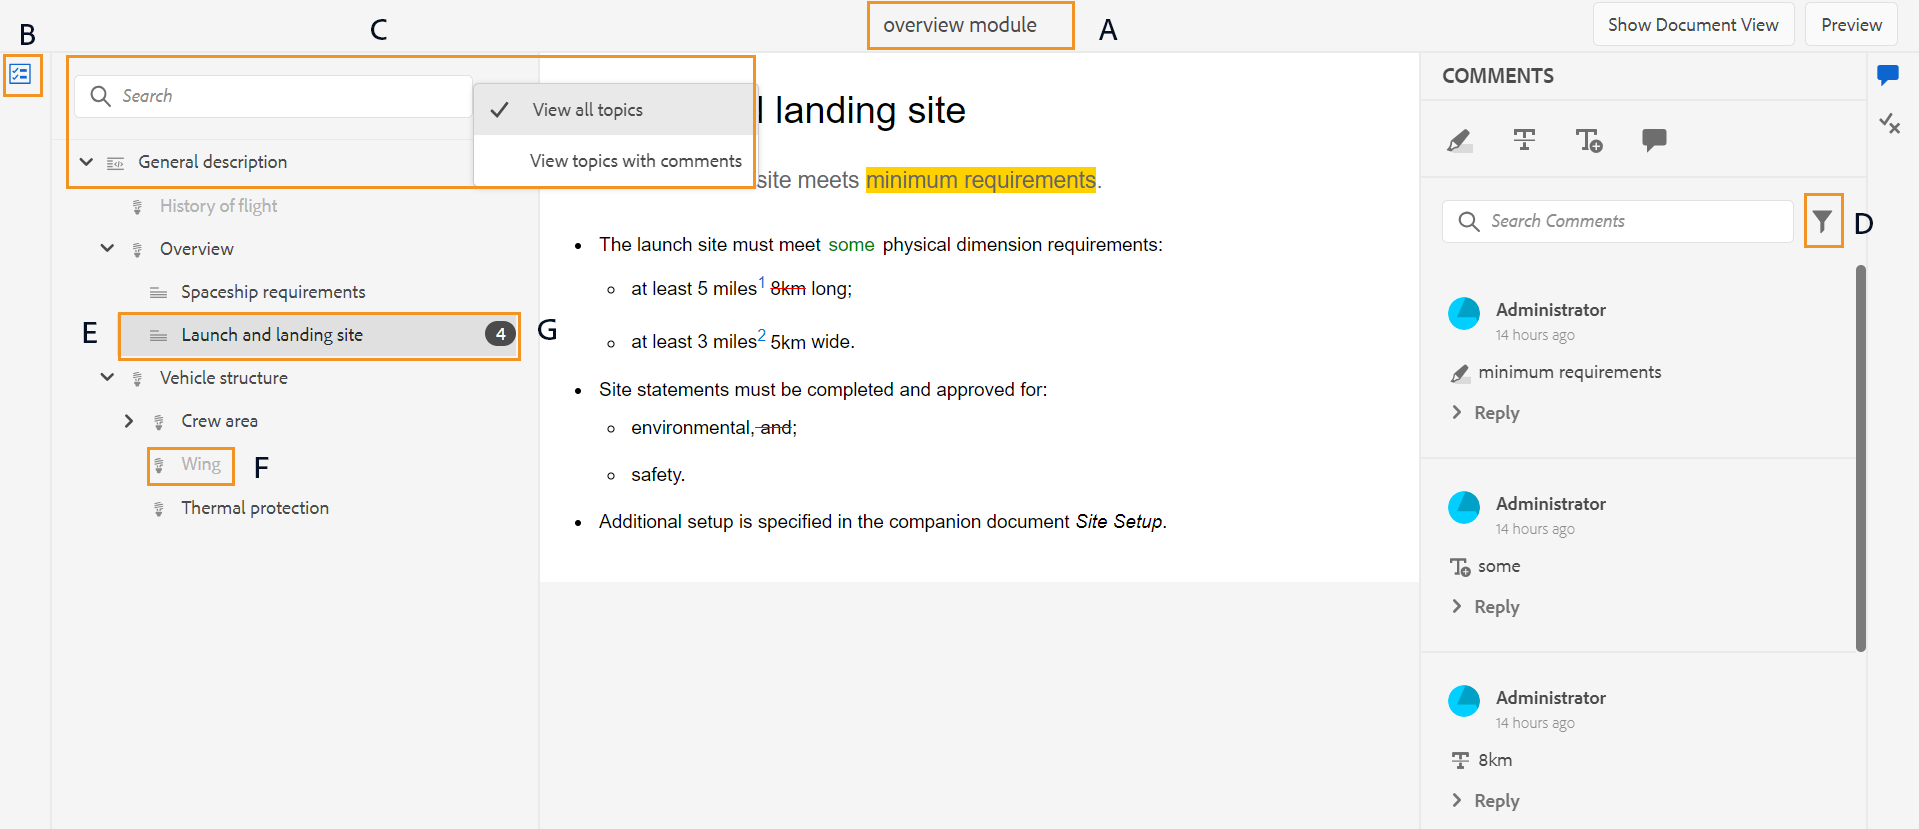 overview module
A
Show Document View
Preview
B
C
Search
View all topics
View topics with comments
General description
History of flight
Overview
Spaceship requirements
E
Launch and landing site
4
G
Vehicle structure
Crew area
Wing
F
Thermal protection
l landing site
site meets minimum requirements.
• The launch site must meet some physical dimension requirements:
at least 5 miles1 8km long;
at least 3 miles2 5km wide.
• Site statements must be completed and approved for:
environmental, and;
safety.
• Additional setup is specified in the companion document Site Setup.
COMMENTS
Search Comments
D
Administrator
14 hours ago
minimum requirements
Reply
Administrator
14 hours ago
some
Reply
Administrator
14 hours ago
8km
Reply